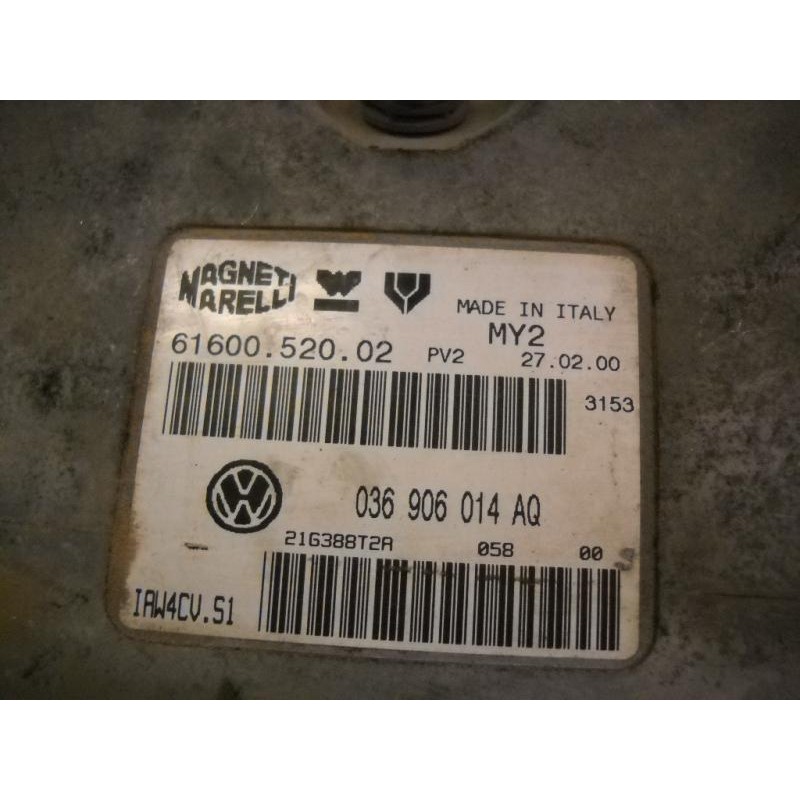 MAGNETI
MARELLI
MADE IN ITALY
MY2
61600.520.02 PV2 27.02.00
3153
036 906 014 AQ
21G388T2A 058 00
IAW4CV.S1